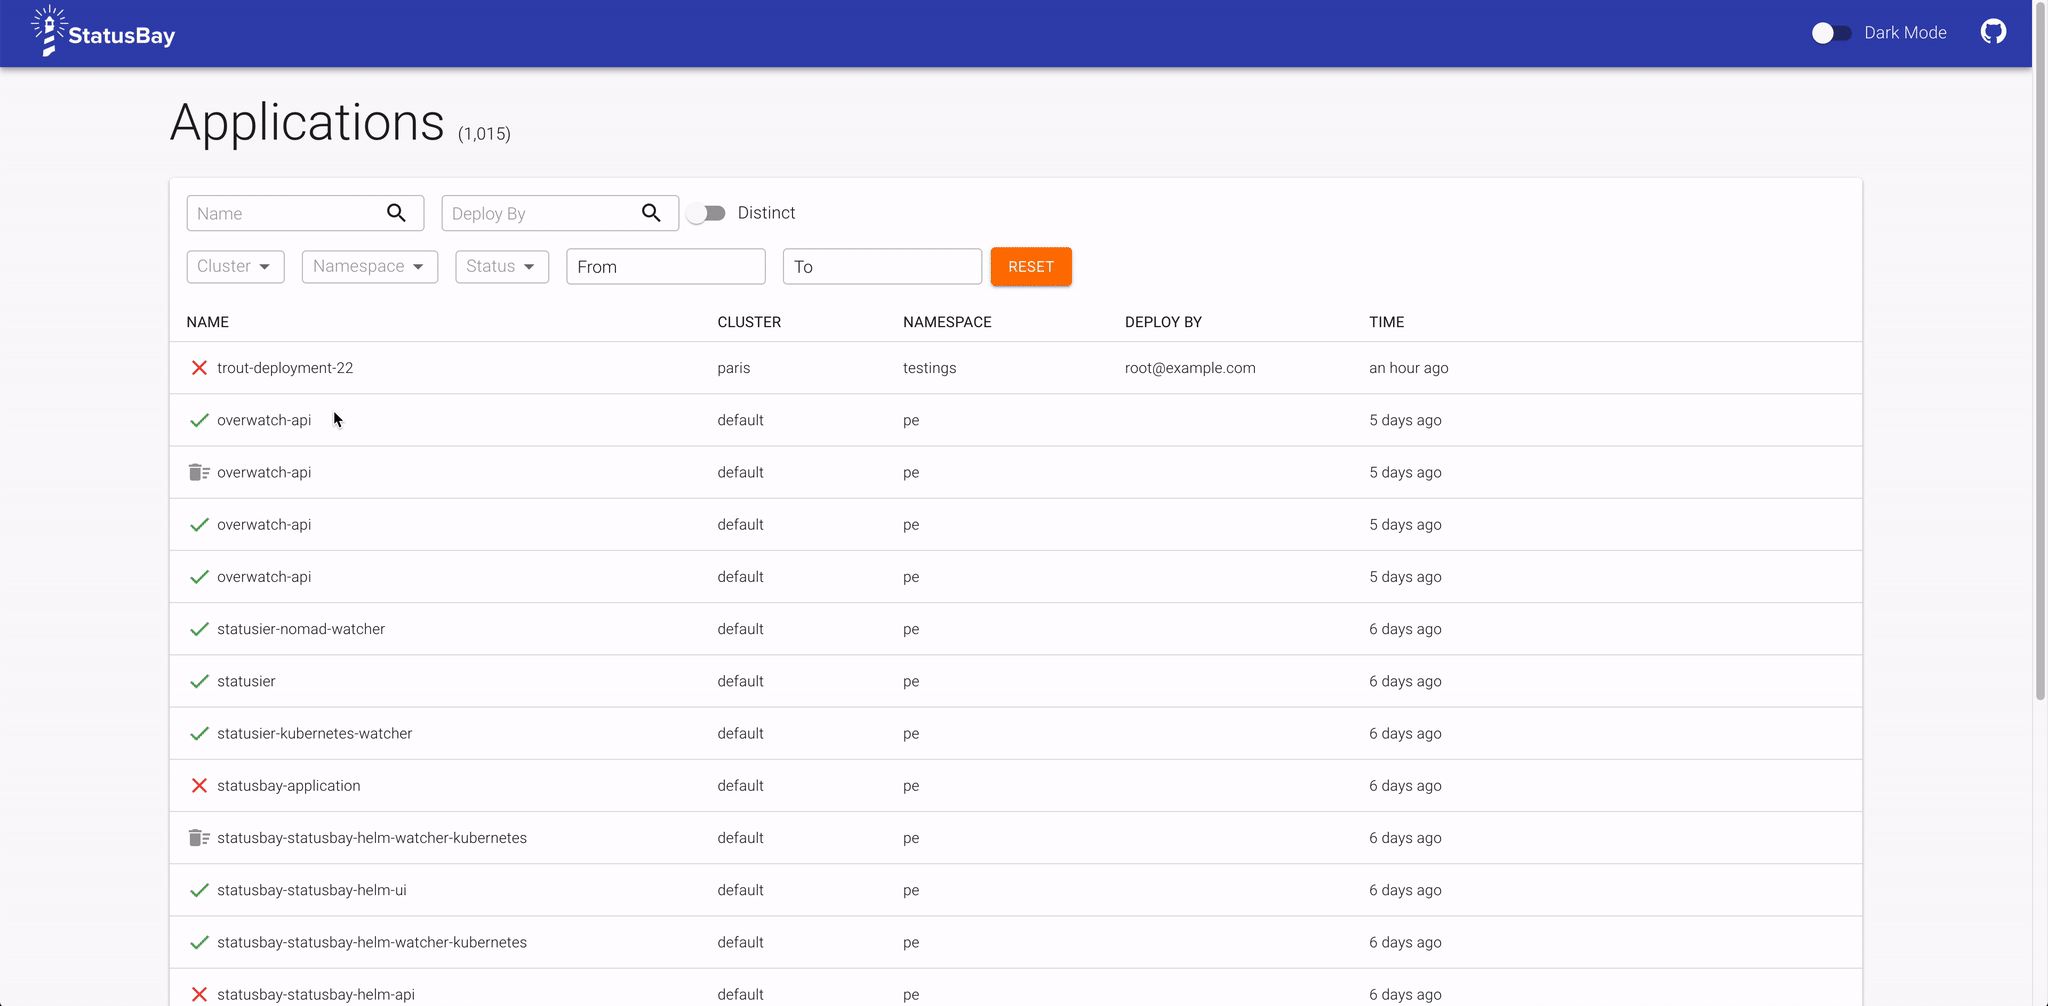 StatusBay
Dark Mode
Applications (1,015)
Name Deploy By Distinct
Cluster Namespace Status From To RESET
NAME CLUSTER NAMESPACE DEPLOY BY TIME
trout-deployment-22 paris testings root@example.com an hour ago
overwatch-api default pe 5 days ago
overwatch-api default pe 5 days ago
overwatch-api default pe 5 days ago
overwatch-api default pe 5 days ago
statusier-nomad-watcher default pe 6 days ago
statusier default pe 6 days ago
statusier-kubernetes-watcher default pe 6 days ago
statusbay-application default pe 6 days ago
statusbay-statusbay-helm-watcher-kubernetes default pe 6 days ago
statusbay-statusbay-helm-ui default pe 6 days ago
statusbay-statusbay-helm-watcher-kubernetes default pe 6 days ago
statusbay-statusbay-helm-api default pe 6 days ago